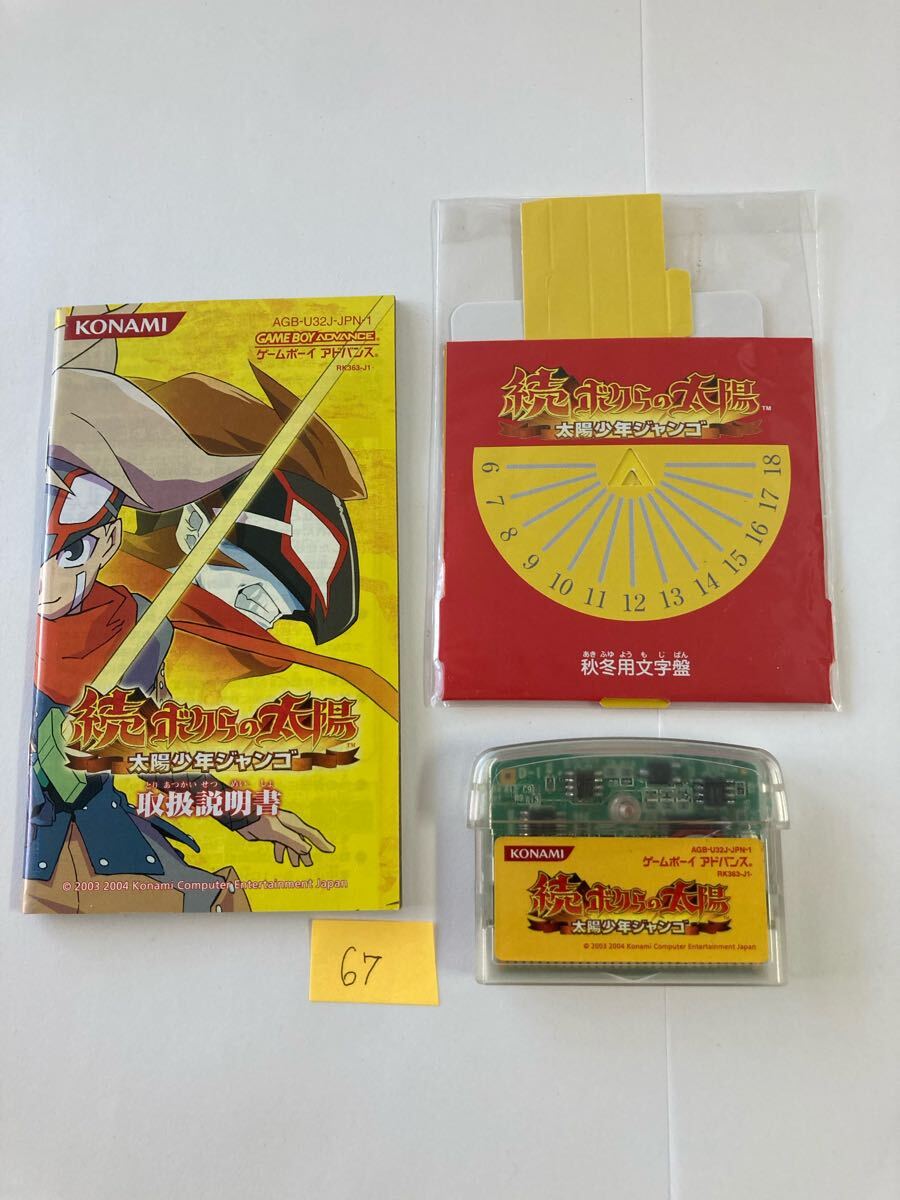 KONAMI
AGB-U32J-JPN-1
GAME BOY ADVANCE
ゲームボーイ アドバンス®
RK363-J1
続 ボクらの太陽™
太陽少年ジャンゴ
とり あつかい せつ めい しょ
取扱説明書
© 2003 2004 Konami Computer Entertainment Japan
続 ボクらの太陽™
太陽少年ジャンゴ
6 7 8 9 10 11 12 13 14 15 16 17 18
あき ふゆ よう も じ ばん
秋冬用文字盤
67
KONAMI
AGB-U32J-JPN-1
ゲームボーイ アドバンス®
RK363-J1
続 ボクらの太陽
太陽少年ジャンゴ
© 2003 2004 Konami Computer Entertainment Japan